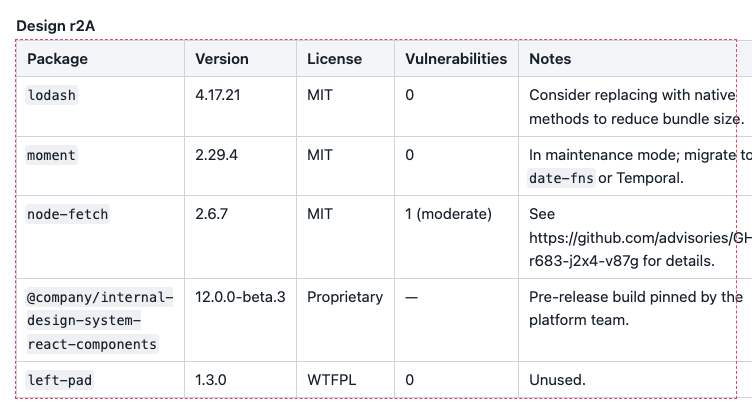 Design r2A
Package Version License Vulnerabilities Notes
lodash 4.17.21 MIT 0 Consider replacing with native
methods to reduce bundle size.
moment 2.29.4 MIT 0 In maintenance mode; migrate to
date-fns or Temporal.
node-fetch 2.6.7 MIT 1 (moderate) See
https://github.com/advisories/GH
r683-j2x4-v87g for details.
@company/internal- 12.0.0-beta.3 Proprietary — Pre-release build pinned by the
design-system- platform team.
react-components
left-pad 1.3.0 WTFPL 0 Unused.